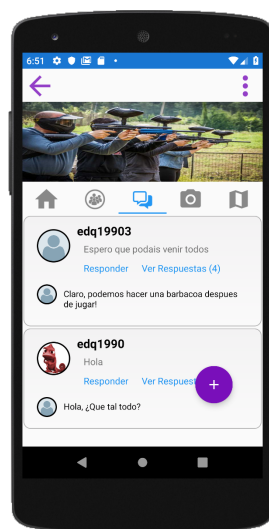 6:51
edq19903
Espero que podais venir todos
Responder Ver Respuestas (4)
Claro, podemos hacer una barbacoa despues
de jugar!
edq1990
Hola
Responder Ver Respues
+
Hola, ¿Que tal todo?